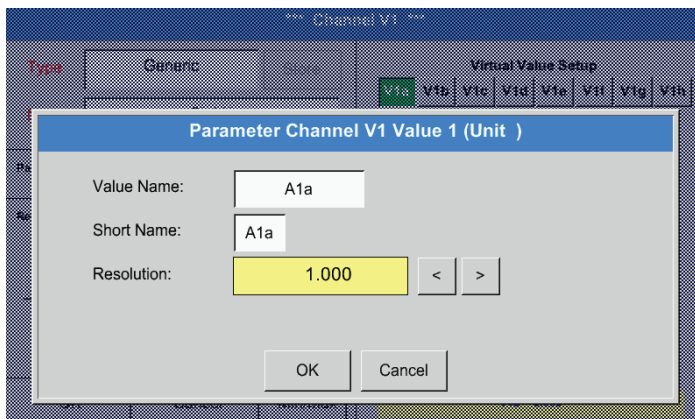 *** Channel V1 ***
Type
Generic
Store
Virtual Value Setup
V1a V1b V1c V1d V1e V1f V1g V1h
Parameter Channel V1 Value 1 (Unit )
Value Name: A1a
Short Name: A1a
Resolution: 1.000 < >
OK Cancel